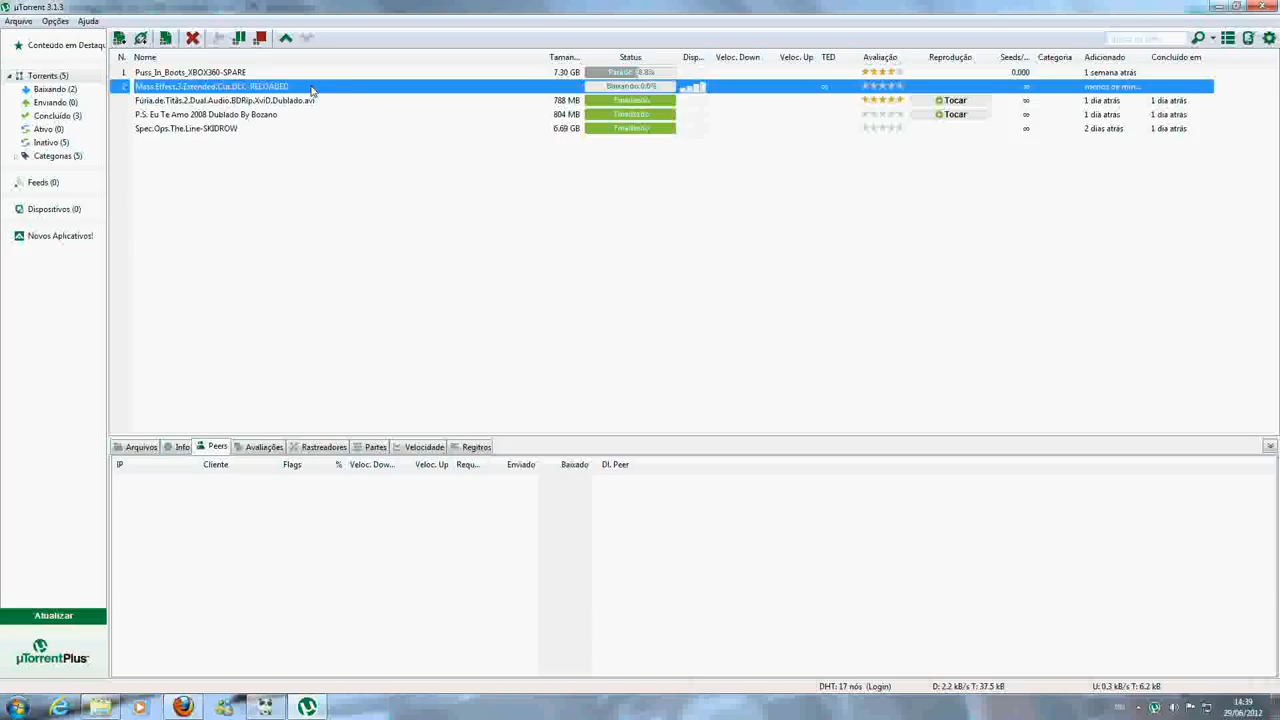 µTorrent 3.1.3
Arquivo Opções Ajuda
Conteúdo em Destaqu
Torrents (5)
Baixando (2)
Enviando (0)
Concluído (3)
Ativo (0)
Inativo (5)
Categorias (5)
Feeds (0)
Dispositivos (0)
Novos Aplicativos!
Atualizar
µTorrentPlus
N. Nome Taman... Status Disp... Veloc. Down Veloc. Up TED Avaliação Reprodução Seeds/... Categoria Adicionado Concluído em
1 Puss_In_Boots_XBOX360-SPARE 7.30 GB Parado 8.8% 0.000 1 semana atrás
2 Mass.Effect.3.Extended.Cut.DLC.-RELOADED Baixando 0.0% ∞ menos de min...
Furia.de.Titãs.2.Dual.Audio.BDRip.XviD.Dublado.avi 788 MB Finalizado Tocar ∞ 1 dia atrás 1 dia atrás
P.S. Eu Te Amo 2008 Dublado By Bozano 804 MB Finalizado Tocar ∞ 1 dia atrás 1 dia atrás
Spec.Ops.The.Line-SKIDROW 6.69 GB Finalizado ∞ 2 dias atrás 1 dia atrás
Arquivos Info Peers Avaliações Rastreadores Partes Velocidade Regitros
IP Cliente Flags % Veloc. Dow... Veloc. Up Requ... Enviado Baixado Dl. Peer
DHT: 17 nós (Login) D: 2.2 kB/s T: 37.5 kB U: 0.3 kB/s T: 6.2 kB
14:39
29/06/2012